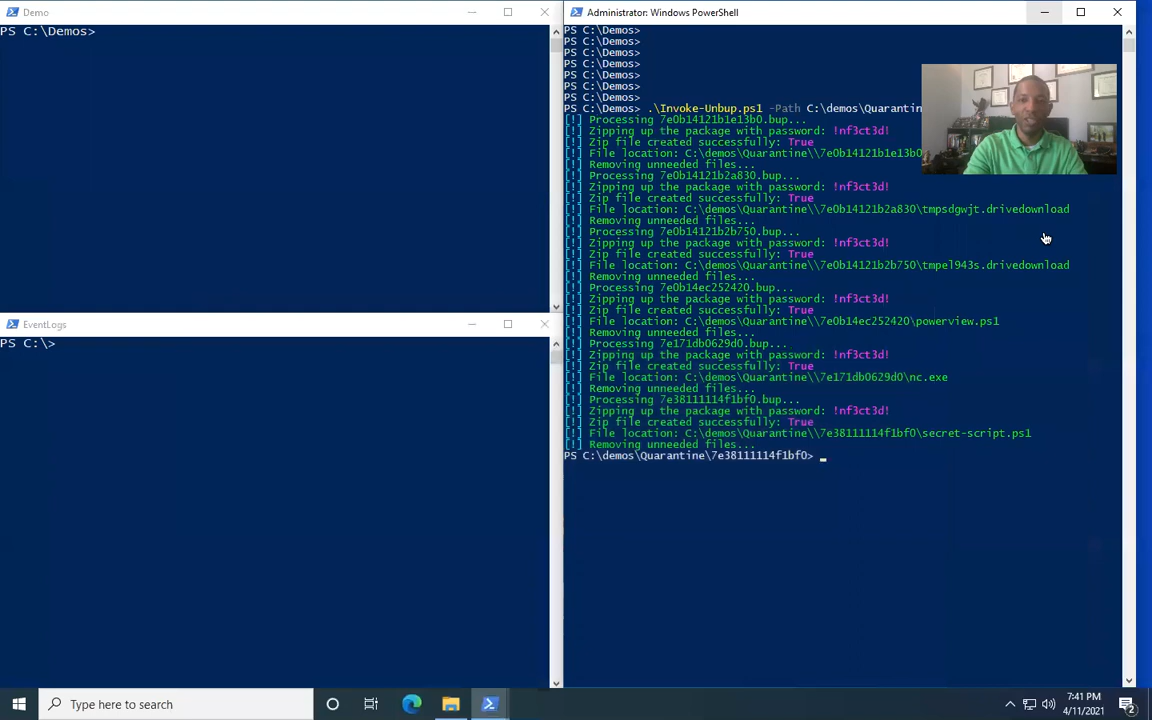 Demo
PS C:\Demos>
EventLogs
PS C:\>
Administrator: Windows PowerShell
PS C:\Demos>
PS C:\Demos>
PS C:\Demos>
PS C:\Demos>
PS C:\Demos>
PS C:\Demos>
PS C:\Demos>
PS C:\Demos> .\Invoke-Unbup.ps1 -Path C:\demos\Quarantin
[!] Processing 7e0b14121b1e13b0.bup...
[!] Zipping up the package with password: !nf3ct3d!
[!] Zip file created successfully: True
[!] File location: C:\demos\Quarantine\\7e0b14121b1e13b0
[!] Removing unneeded files...
[!] Processing 7e0b14121b2a830.bup...
[!] Zipping up the package with password: !nf3ct3d!
[!] Zip file created successfully: True
[!] File location: C:\demos\Quarantine\\7e0b14121b2a830\tmpsdgwjt.drivedownload
[!] Removing unneeded files...
[!] Processing 7e0b14121b2b750.bup...
[!] Zipping up the package with password: !nf3ct3d!
[!] Zip file created successfully: True
[!] File location: C:\demos\Quarantine\\7e0b14121b2b750\tmpel943s.drivedownload
[!] Removing unneeded files...
[!] Processing 7e0b14ec252420.bup...
[!] Zipping up the package with password: !nf3ct3d!
[!] Zip file created successfully: True
[!] File location: C:\demos\Quarantine\\7e0b14ec252420\powerview.ps1
[!] Removing unneeded files...
[!] Processing 7e171db0629d0.bup...
[!] Zipping up the package with password: !nf3ct3d!
[!] Zip file created successfully: True
[!] File location: C:\demos\Quarantine\\7e171db0629d0\nc.exe
[!] Removing unneeded files...
[!] Processing 7e38111114f1bf0.bup...
[!] Zipping up the package with password: !nf3ct3d!
[!] Zip file created successfully: True
[!] File location: C:\demos\Quarantine\\7e38111114f1bf0\secret-script.ps1
[!] Removing unneeded files...
PS C:\demos\Quarantine\7e38111114f1bf0> _
Type here to search
7:41 PM
4/11/2021
2